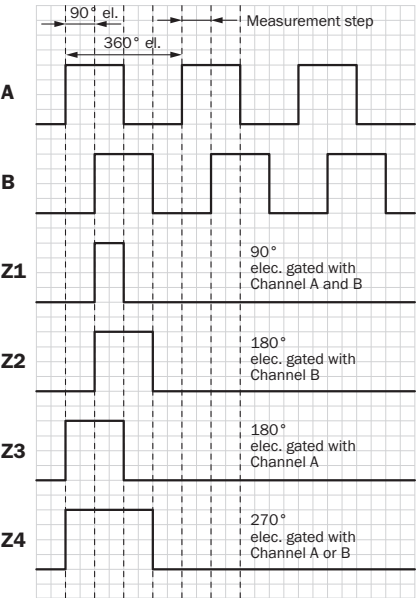 90° el.
Measurement step
360° el.
A
B
Z1
90°
elec. gated with
Channel A and B
Z2
180°
elec. gated with
Channel B
Z3
180°
elec. gated with
Channel A
Z4
270°
elec. gated with
Channel A or B